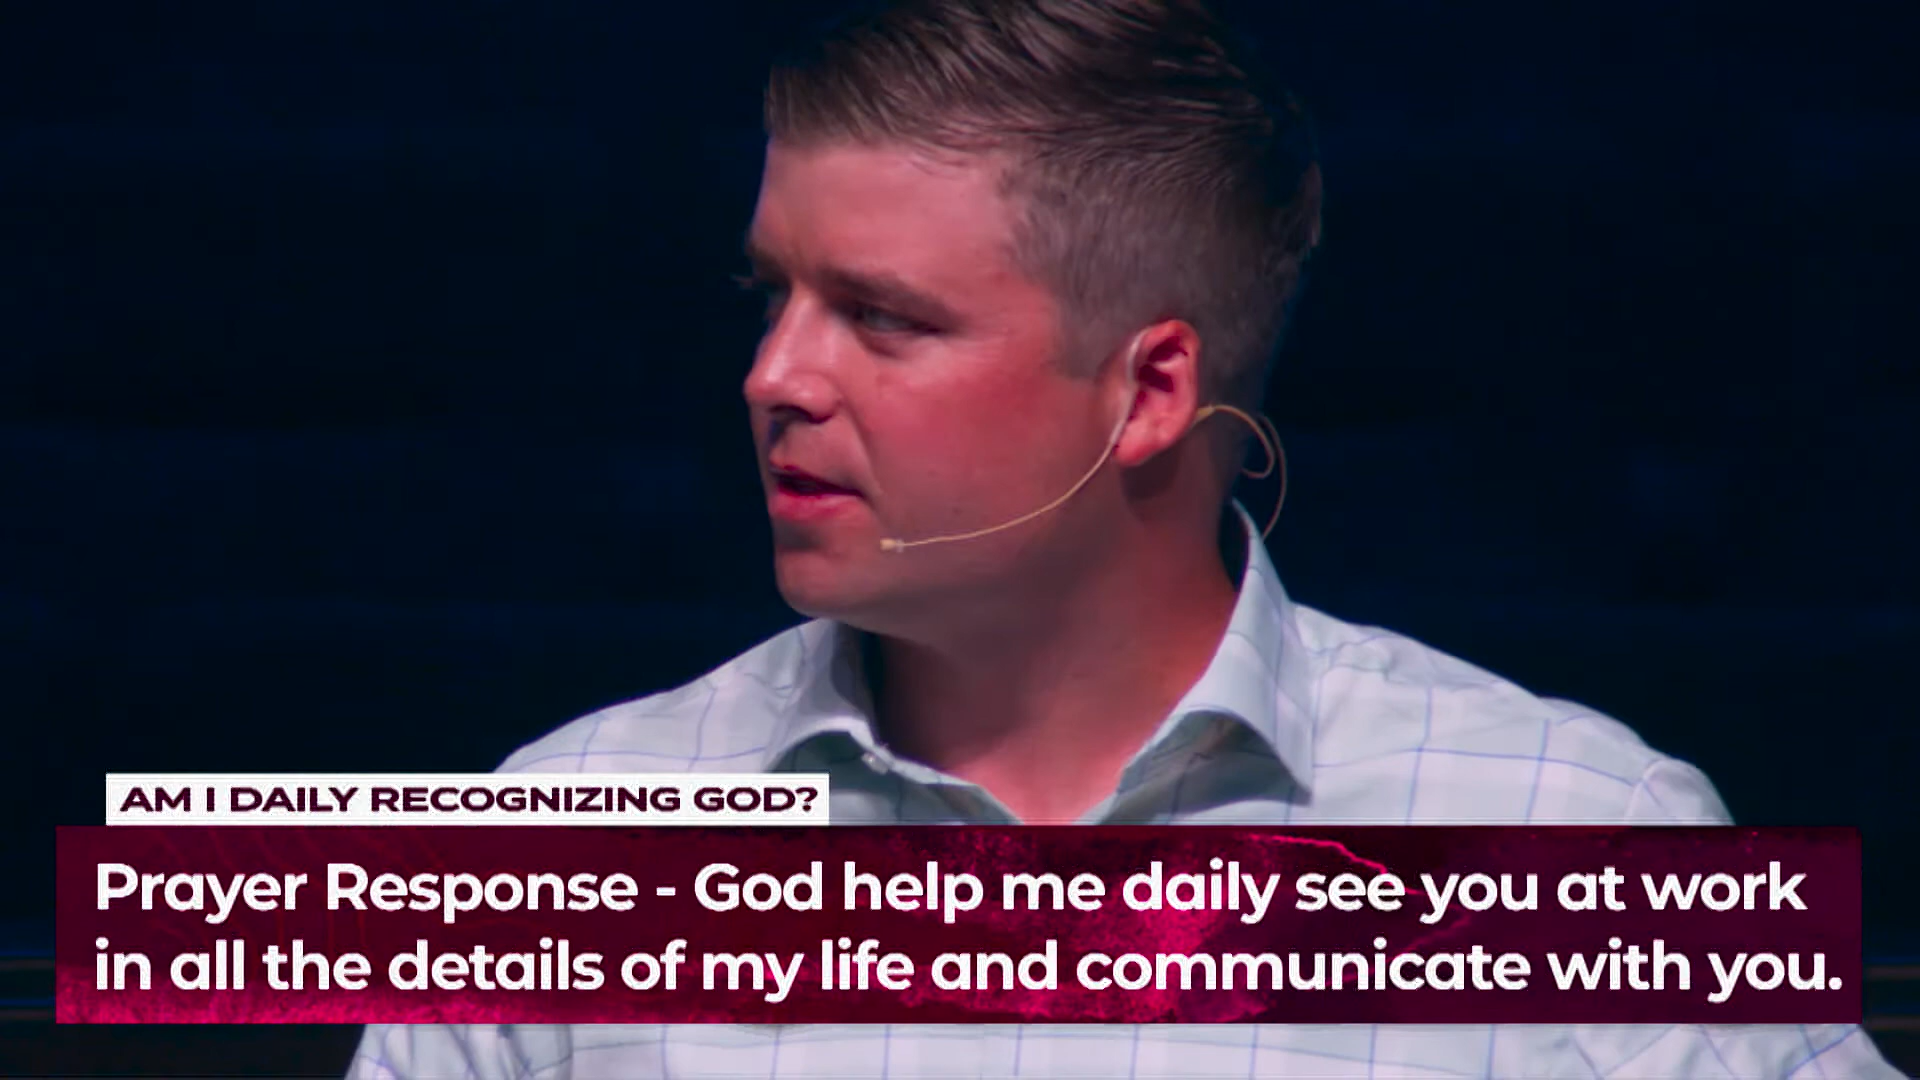 AM I DAILY RECOGNIZING GOD?
Prayer Response - God help me daily see you at work
in all the details of my life and communicate with you.